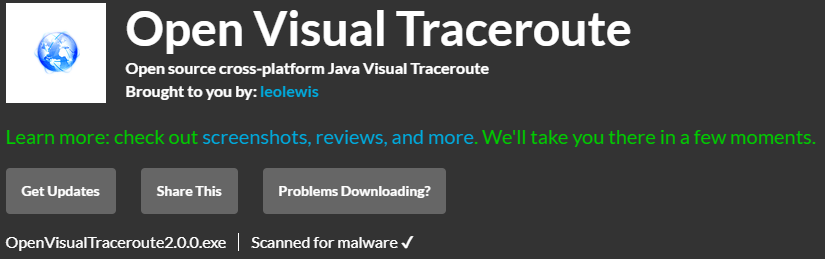 Open Visual Traceroute
Open source cross-platform Java Visual Traceroute
Brought to you by: leolewis
Learn more: check out screenshots, reviews, and more. We'll take you there in a few moments.
Get Updates Share This Problems Downloading?
OpenVisualTraceroute2.0.0.exe | Scanned for malware ✓